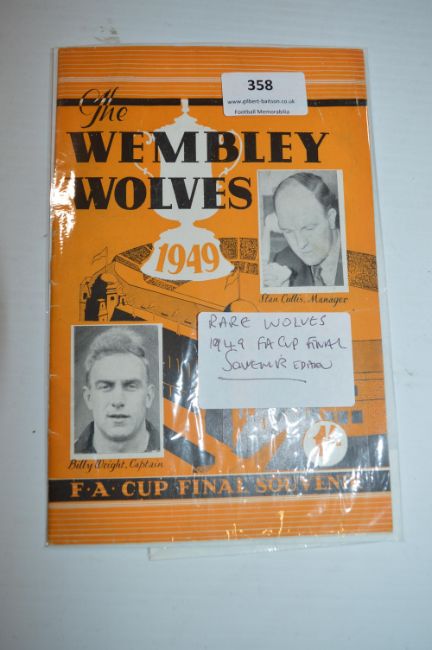 358
www.gilbert-baitson.co.uk
Football Memorabilia
The
WEMBLEY
WOLVES
1949
Stan Cullis, Manager
RARE WOLVES
1949 FA CUP FINAL
SOUVENIR EDITION
Billy Wright, Captain
1/-
F·A·CUP FINAL SOUVENIR